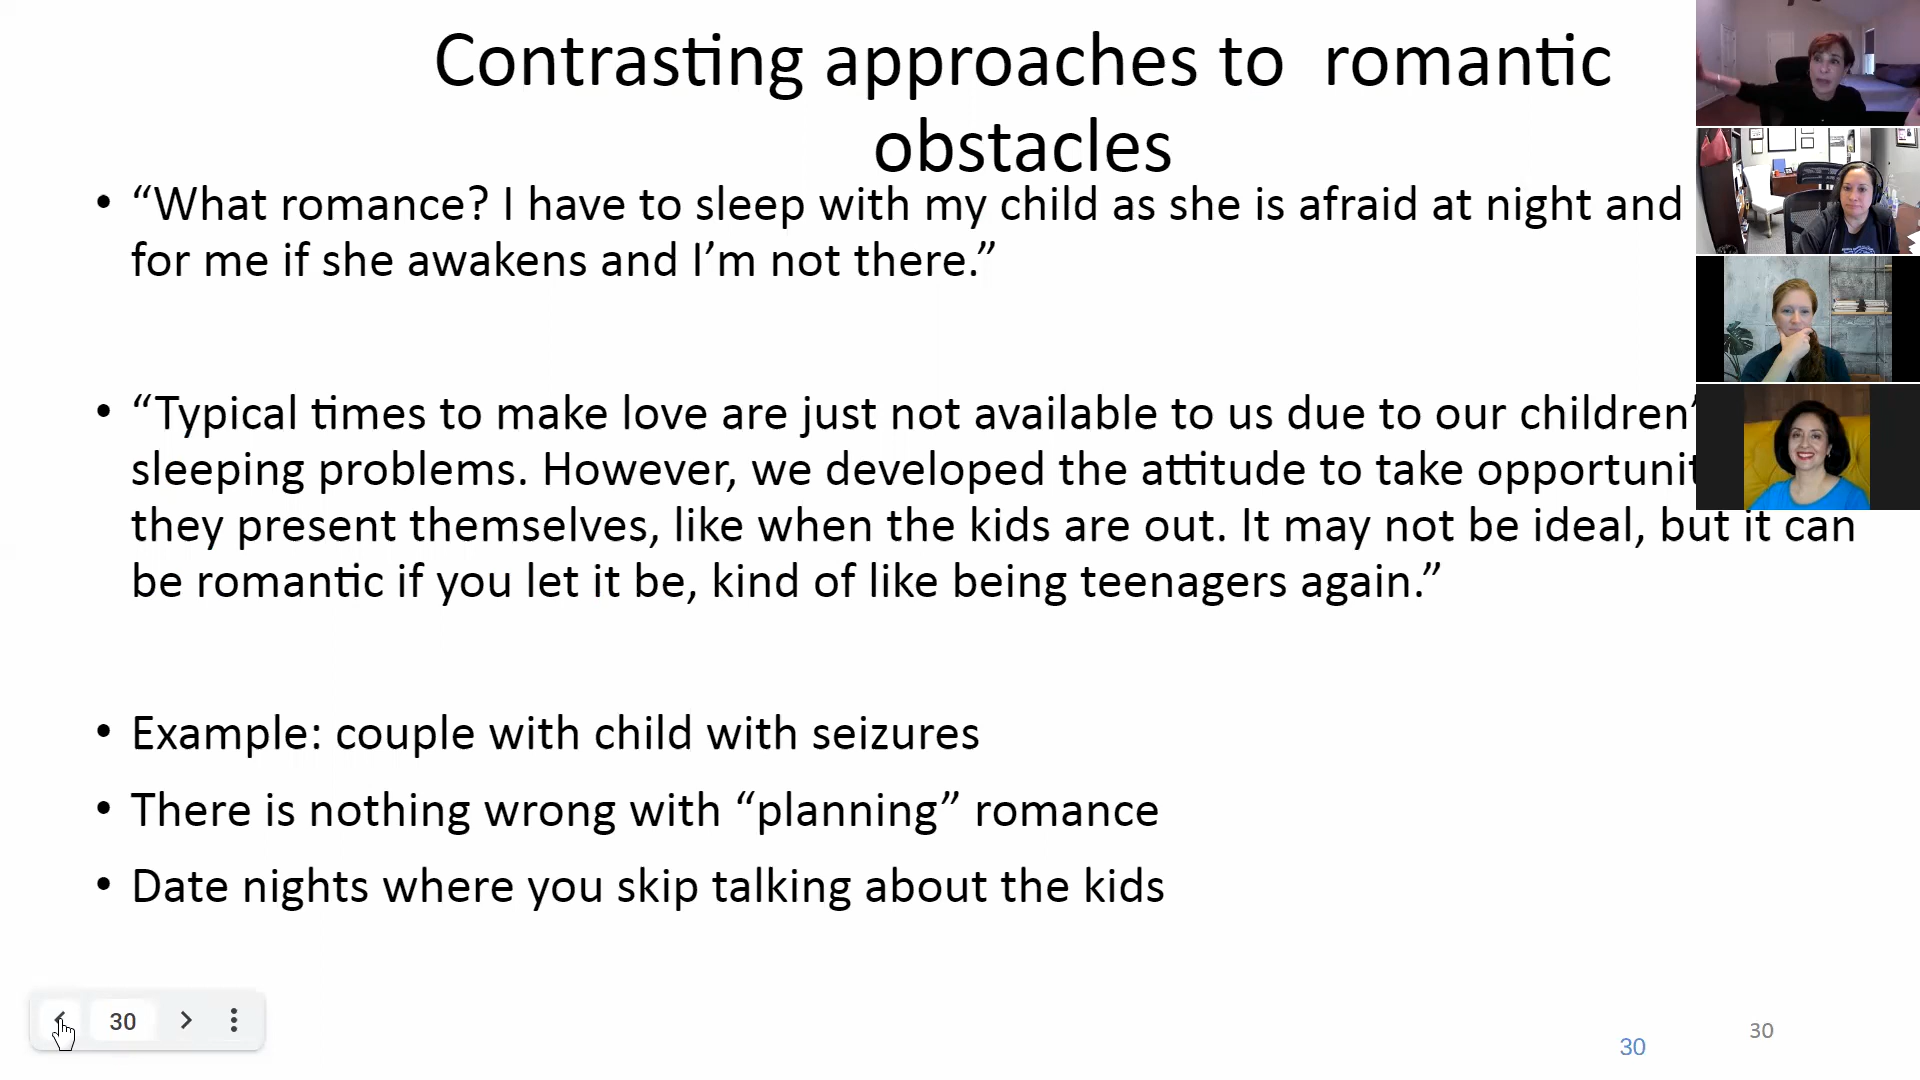 Contrasting approaches to romantic
obstacles
• “What romance? I have to sleep with my child as she is afraid at night and
for me if she awakens and I’m not there.”
• “Typical times to make love are just not available to us due to our children’
sleeping problems. However, we developed the attitude to take
they present themselves, like when the kids are out. It may not be ideal, but it can
be romantic if you let it be, kind of like being teenagers again.”
• Example: couple with child with seizures
• There is nothing wrong with “planning” romance
• Date nights where you skip talking about the kids
30
30
30